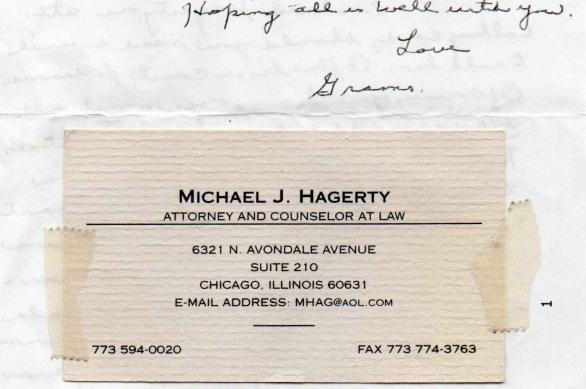 Hoping all is well with you.
Love
Grams.
MICHAEL J. HAGERTY
ATTORNEY AND COUNSELOR AT LAW
6321 N. AVONDALE AVENUE
SUITE 210
CHICAGO, ILLINOIS 60631
E-MAIL ADDRESS: MHAG@AOL.COM
773 594-0020 FAX 773 774-3763
1